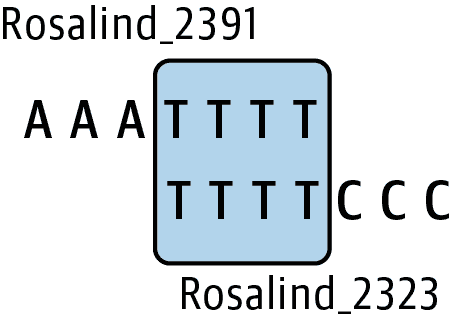 Rosalind_2391
A A A T T T T
T T T T C C C
Rosalind_2323